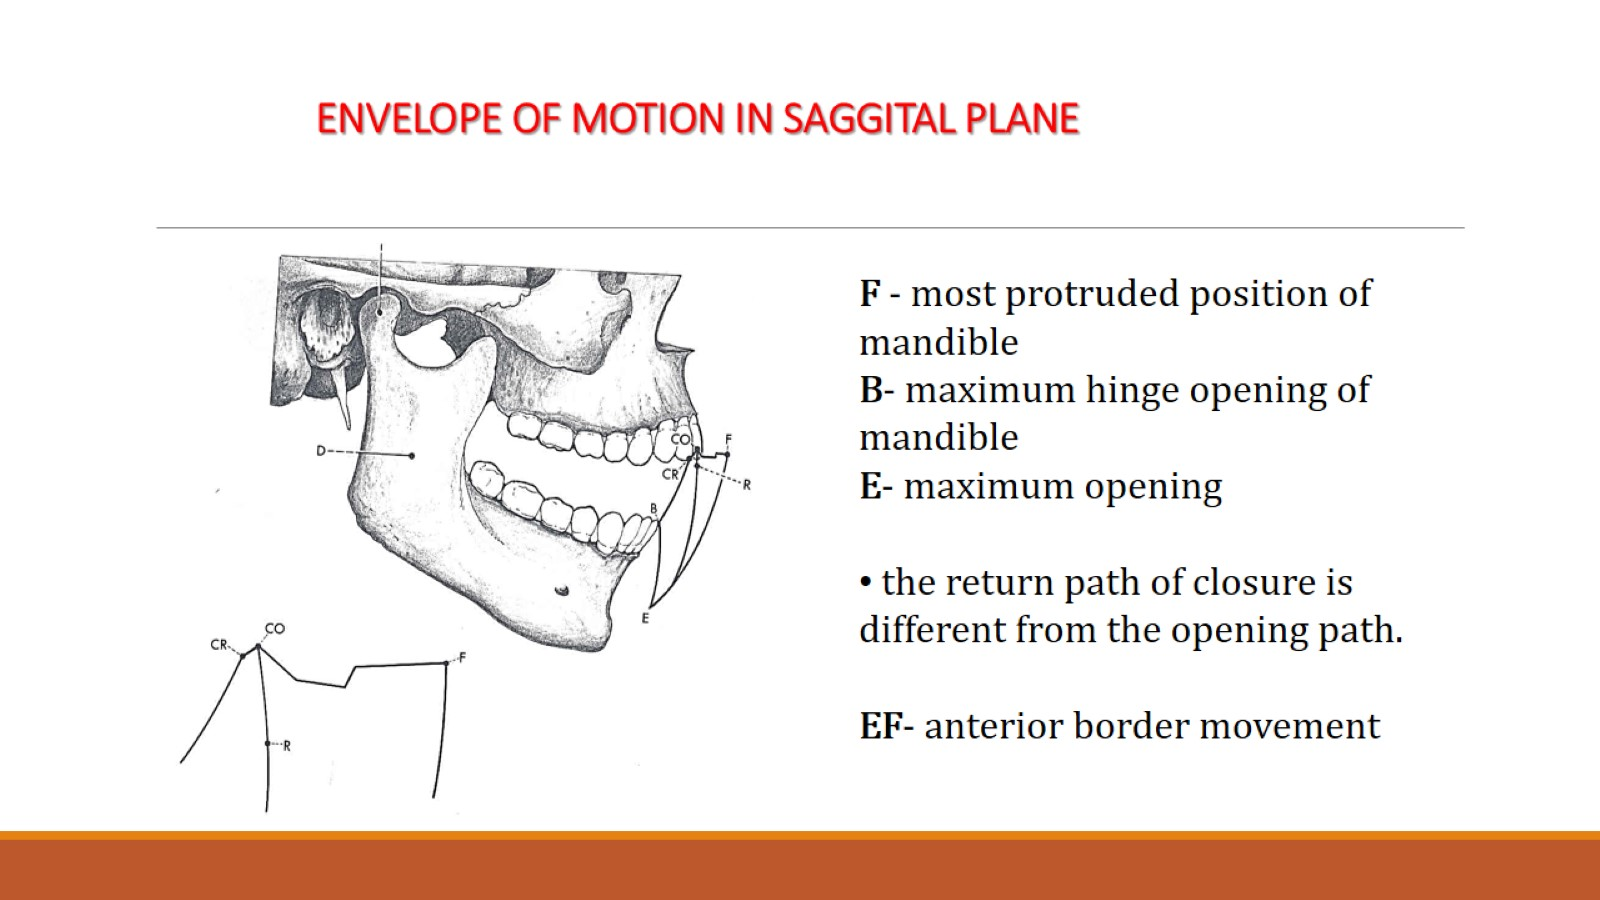 ENVELOPE OF MOTION IN SAGGITAL PLANE
I
D
CO
F
CR
R
B
E
CO
CR
F
R
F - most protruded position of
mandible
B- maximum hinge opening of
mandible
E- maximum opening
• the return path of closure is
different from the opening path.
EF- anterior border movement